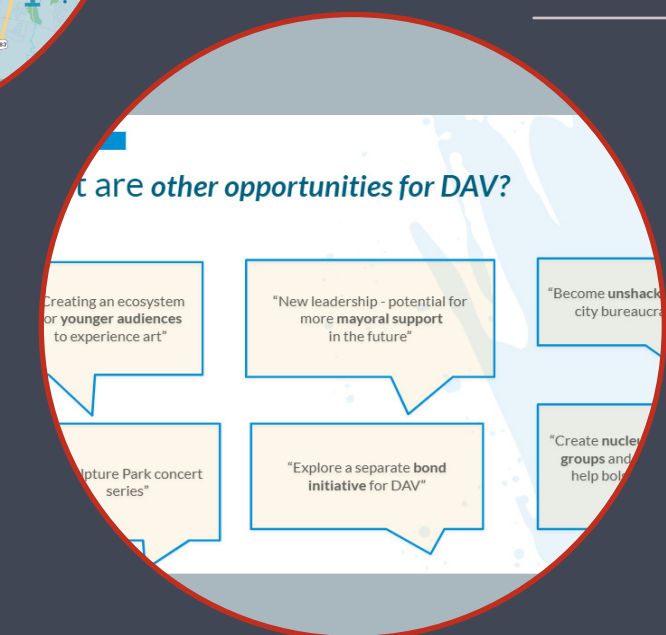 are other opportunities for DAV?
"Creating an ecosystem
or younger audiences
to experience art"
"New leadership - potential for
more mayoral support
in the future"
"Become unshack
city bureaucra
pture Park concert
series"
"Explore a separate bond
initiative for DAV"
"Create nucle
groups and
help bols